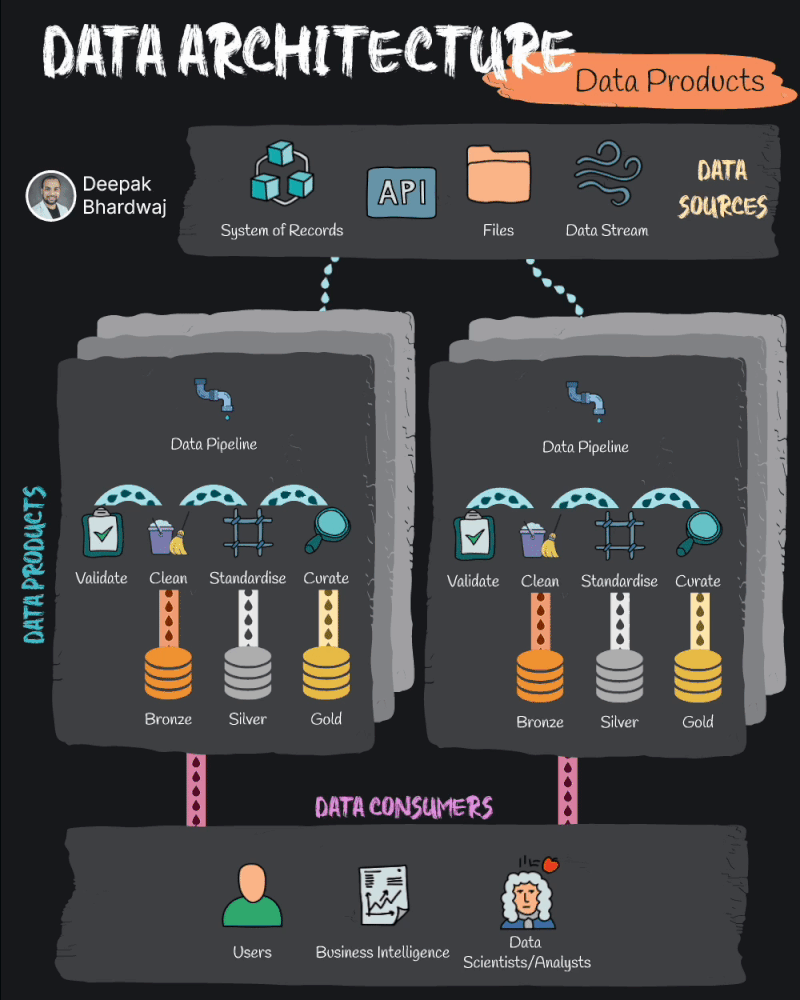 DATA ARCHITECTURE
Data Products
Deepak
Bhardwaj
API
System of Records
Files
Data Stream
DATA
SOURCES
DATA PRODUCTS
Data Pipeline
Validate
Clean
Standardise
Curate
Bronze
Silver
Gold
Data Pipeline
Validate
Clean
Standardise
Curate
Bronze
Silver
Gold
DATA CONSUMERS
Users
Business Intelligence
Data
Scientists/Analysts